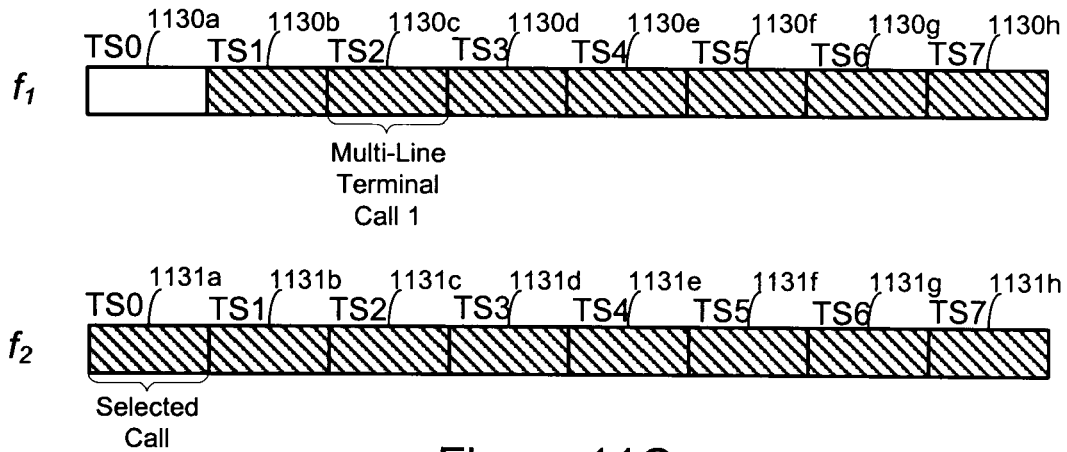 1130a 1130b 1130c 1130d 1130e 1130f 1130g 1130h
TS0 TS1 TS2 TS3 TS4 TS5 TS6 TS7
f1
Multi-Line
Terminal
Call 1
1131a 1131b 1131c 1131d 1131e 1131f 1131g 1131h
TS0 TS1 TS2 TS3 TS4 TS5 TS6 TS7
f2
Selected
Call